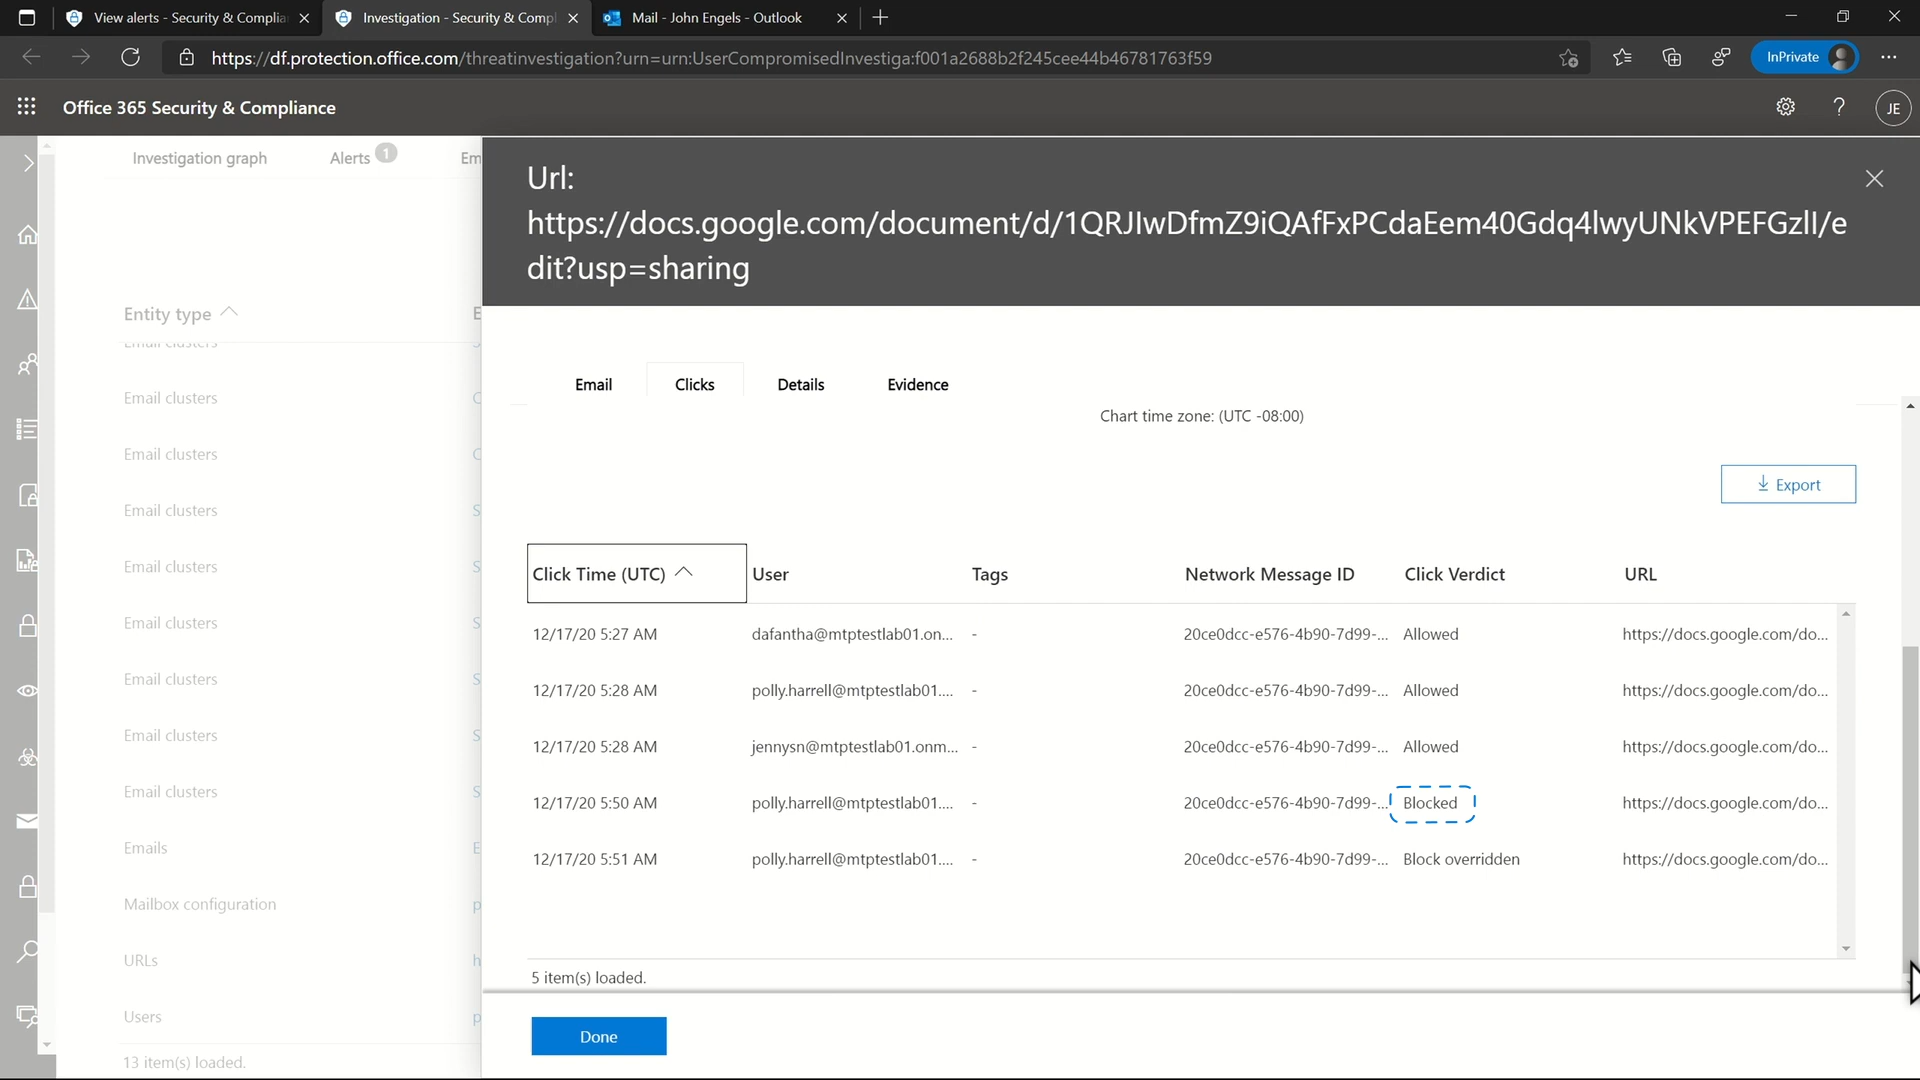 View alerts - Security & Complia
Investigation - Security & Compl
Mail - John Engels - Outlook
https://df.protection.office.com/threatinvestigation?urn=urn:UserCompromisedInvestiga:f001a2688b2f245cee44b46781763f59
InPrivate
Office 365 Security & Compliance
JE
Investigation graph
Alerts 1
Em
Url:
https://docs.google.com/document/d/1QRJIwDfmZ9iQAfFxPCdaEem40Gdq4lwyUNkVPEFGzlI/e
dit?usp=sharing
Entity type
E
Email clusters
Email clusters
Email clusters
Email clusters
Email clusters
Email clusters
Email clusters
Email clusters
Email clusters
Emails
Mailbox configuration
URLs
Users
13 item(s) loaded.
Email Clicks Details Evidence
Chart time zone: (UTC -08:00)
Export
Click Time (UTC) User Tags Network Message ID Click Verdict URL
12/17/20 5:27 AM dafantha@mtptestlab01.on... - 20ce0dcc-e576-4b90-7d99-... Allowed https://docs.google.com/do...
12/17/20 5:28 AM polly.harrell@mtptestlab01.... - 20ce0dcc-e576-4b90-7d99-... Allowed https://docs.google.com/do...
12/17/20 5:28 AM jennysn@mtptestlab01.onm... - 20ce0dcc-e576-4b90-7d99-... Allowed https://docs.google.com/do...
12/17/20 5:50 AM polly.harrell@mtptestlab01.... - 20ce0dcc-e576-4b90-7d99-... Blocked https://docs.google.com/do...
12/17/20 5:51 AM polly.harrell@mtptestlab01.... - 20ce0dcc-e576-4b90-7d99-... Block overridden https://docs.google.com/do...
5 item(s) loaded.
Done